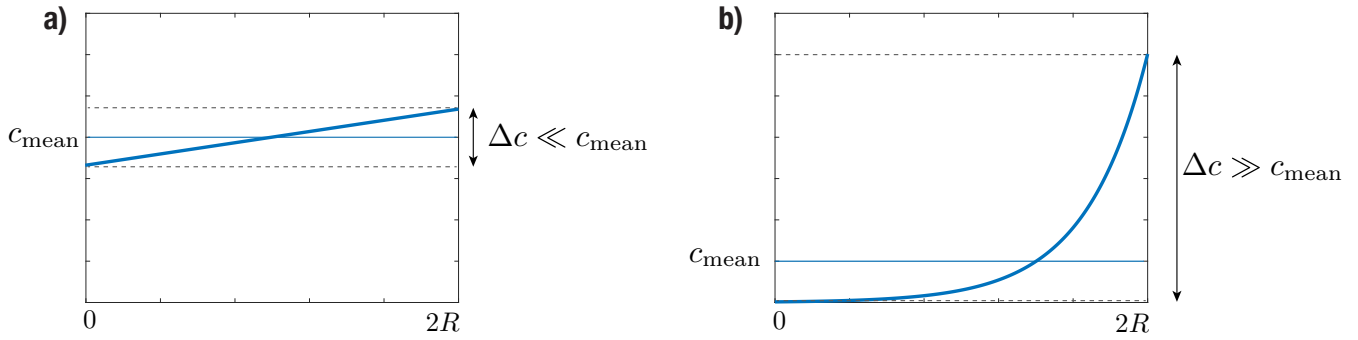 a)
c_mean
Δc ≪ c_mean
0
2R
b)
c_mean
Δc ≫ c_mean
0
2R